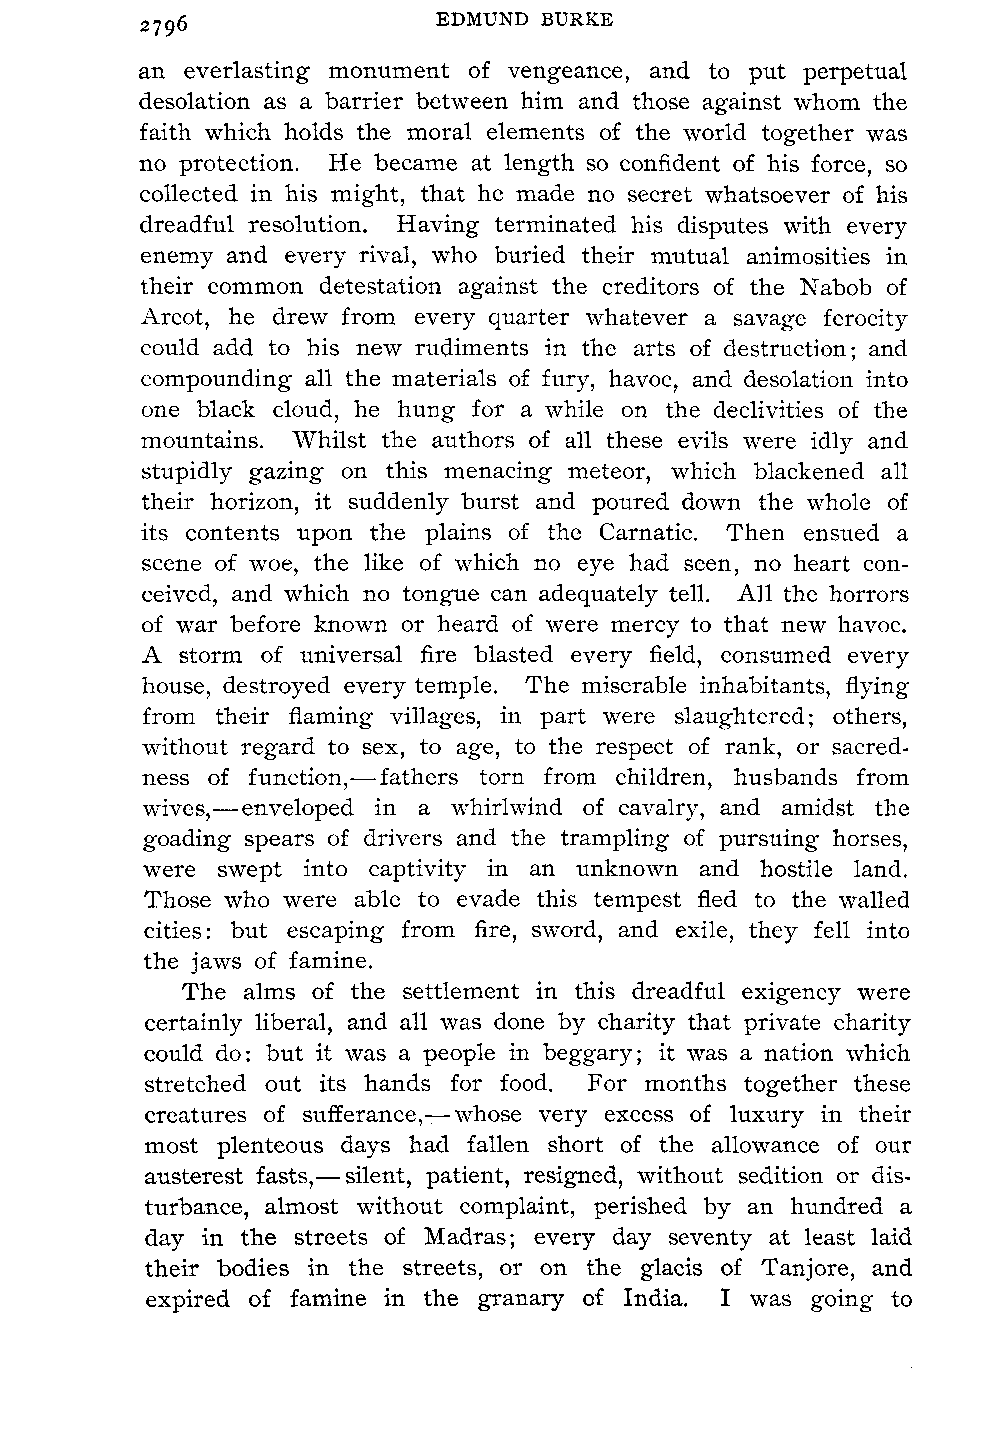 2796
EDMUND BURKE
an everlasting monument of vengeance, and to put perpetual
desolation as a barrier between him and those against whom the
faith which holds the moral elements of the world together was
no protection. He became at length so confident of his force, so
collected in his might, that he made no secret whatsoever of his
dreadful resolution. Having terminated his disputes with every
enemy and every rival, who buried their mutual animosities in
their common detestation against the creditors of the Nabob of
Arcot, he drew from every quarter whatever a savage ferocity
could add to his new rudiments in the arts of destruction; and
compounding all the materials of fury, havoc, and desolation into
one black cloud, he hung for a while on the declivities of the
mountains. Whilst the authors of all these evils were idly and
stupidly gazing on this menacing meteor, which blackened all
their horizon, it suddenly burst and poured down the whole of
its contents upon the plains of the Carnatic. Then ensued a
scene of woe, the like of which no eye had seen, no heart con-
ceived, and which no tongue can adequately tell. All the horrors
of war before known or heard of were mercy to that new havoc.
A storm of universal fire blasted every field, consumed every
house, destroyed every temple. The miserable inhabitants, flying
from their flaming villages, in part were slaughtered; others,
without regard to sex, to age, to the respect of rank, or sacred-
ness of function,—fathers torn from children, husbands from
wives,—enveloped in a whirlwind of cavalry, and amidst the
goading spears of drivers and the trampling of pursuing horses,
were swept into captivity in an unknown and hostile land.
Those who were able to evade this tempest fled to the walled
cities: but escaping from fire, sword, and exile, they fell into
the jaws of famine.
The alms of the settlement in this dreadful exigency were
certainly liberal, and all was done by charity that private charity
could do: but it was a people in beggary; it was a nation which
stretched out its hands for food. For months together these
creatures of sufferance,—whose very excess of luxury in their
most plenteous days had fallen short of the allowance of our
austerest fasts,—silent, patient, resigned, without sedition or dis-
turbance, almost without complaint, perished by an hundred a
day in the streets of Madras; every day seventy at least laid
their bodies in the streets, or on the glacis of Tanjore, and
expired of famine in the granary of India. I was going to